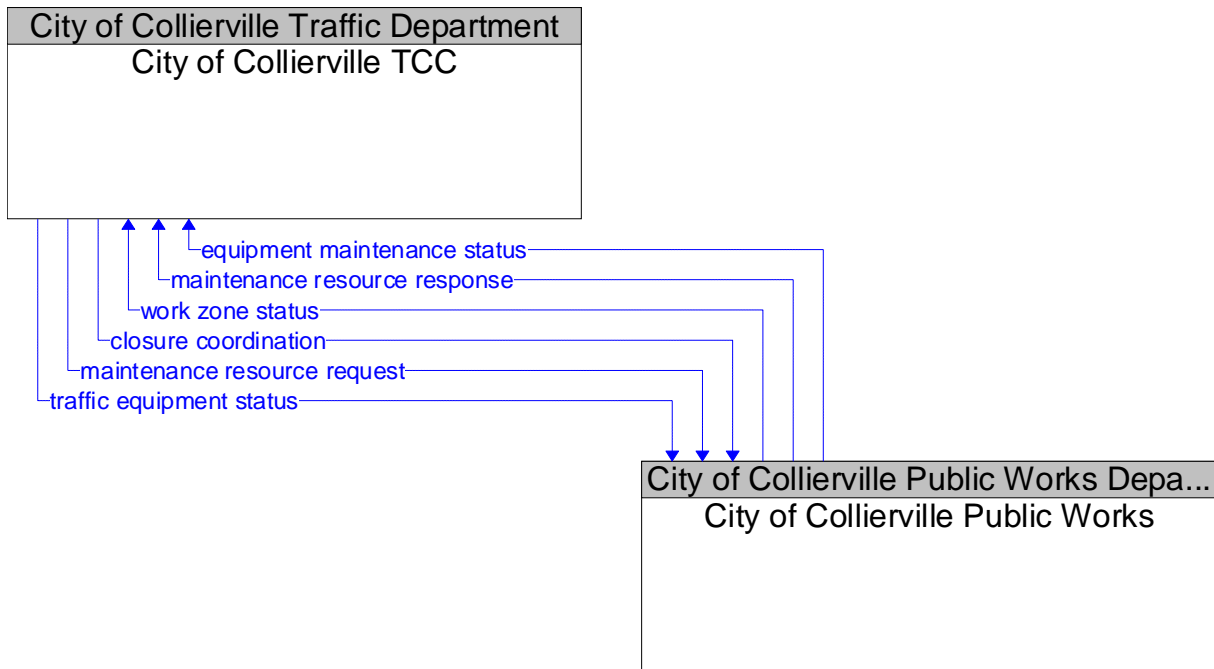 City of Collierville Traffic Department
City of Collierville TCC
equipment maintenance status
maintenance resource response
work zone status
closure coordination
maintenance resource request
traffic equipment status
City of Collierville Public Works Depa...
City of Collierville Public Works